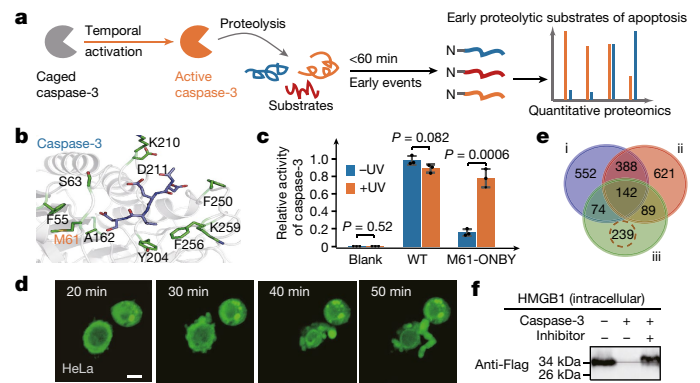 a
Temporal
activation
Proteolysis
Caged
caspase-3
Active
caspase-3
Substrates
<60 min
Early events
Early proteolytic substrates of apoptosis
N
N
N
Quantitative proteomics
b
Caspase-3
K210
D211
S63
F250
F55
M61
A162
K259
F256
Y204
c
Relative activity
of caspase-3
1.0
0.8
0.6
0.4
0.2
0
–UV
+UV
P = 0.52
P = 0.082
P = 0.0006
Blank
WT
M61-ONBY
e
i
ii
iii
552
388
621
142
74
89
239
d
20 min
30 min
40 min
50 min
HeLa
f
HMGB1 (intracellular)
Caspase-3 – + +
Inhibitor – – +
Anti-Flag
34 kDa
26 kDa